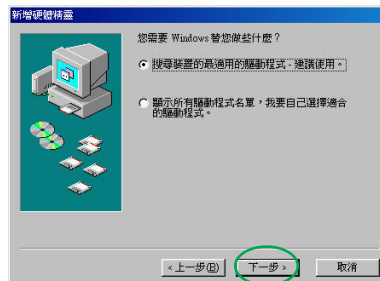 新增硬體精靈
您需要 Windows 替您做些什麼？
搜尋裝置的最適用的驅動程式 - 建議使用。
顯示所有驅動程式名單，我要自己選擇適合
的驅動程式。
<上一步(B)
下一步 >
取消